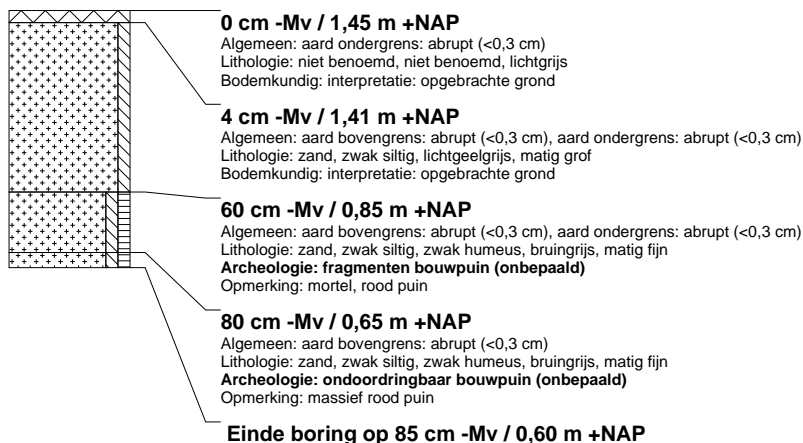 0 cm -Mv / 1,45 m +NAP
Algemeen: aard ondergrens: abrupt (<0,3 cm)
Lithologie: niet benoemd, niet benoemd, lichtgrijs
Bodemkundig: interpretatie: opgebrachte grond
4 cm -Mv / 1,41 m +NAP
Algemeen: aard bovengrens: abrupt (<0,3 cm), aard ondergrens: abrupt (<0,3 cm)
Lithologie: zand, zwak siltig, lichtgeelgrijs, matig grof
Bodemkundig: interpretatie: opgebrachte grond
60 cm -Mv / 0,85 m +NAP
Algemeen: aard bovengrens: abrupt (<0,3 cm), aard ondergrens: abrupt (<0,3 cm)
Lithologie: zand, zwak siltig, zwak humeus, bruingrijs, matig fijn
Archeologie: fragmenten bouwpuin (onbepaald)
Opmerking: mortel, rood puin
80 cm -Mv / 0,65 m +NAP
Algemeen: aard bovengrens: abrupt (<0,3 cm)
Lithologie: zand, zwak siltig, zwak humeus, bruingrijs, matig fijn
Archeologie: ondoordringbaar bouwpuin (onbepaald)
Opmerking: massief rood puin
Einde boring op 85 cm -Mv / 0,60 m +NAP